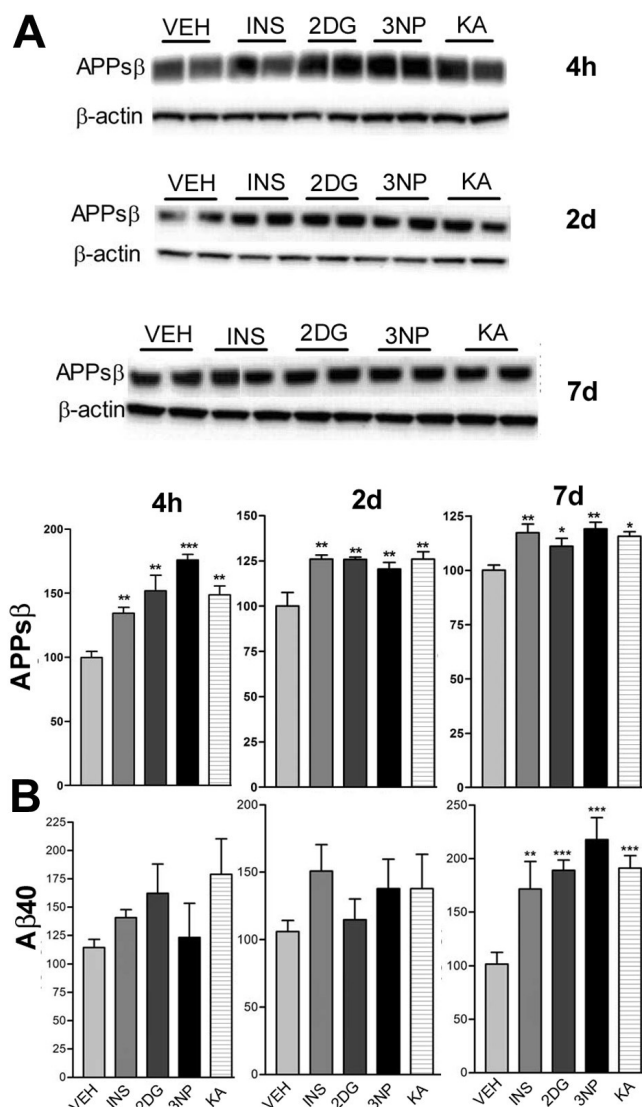 A
VEH INS 2DG 3NP KA
APPsβ
4h
β-actin
VEH INS 2DG 3NP KA
APPsβ
2d
β-actin
VEH INS 2DG 3NP KA
APPsβ
7d
β-actin
4h 2d 7d
APPsβ
200
150
100
50
0
** ** *** **
150
125
100
75
50
25
0
** ** ** **
125
100
75
50
25
0
** * ** *
B
Aβ40
225
200
175
150
125
100
75
50
25
0
200
150
100
50
0
250
200
150
100
50
0
** *** *** ***
VEH INS 2DG 3NP KA
VEH INS 2DG 3NP KA
VEH INS 2DG 3NP KA